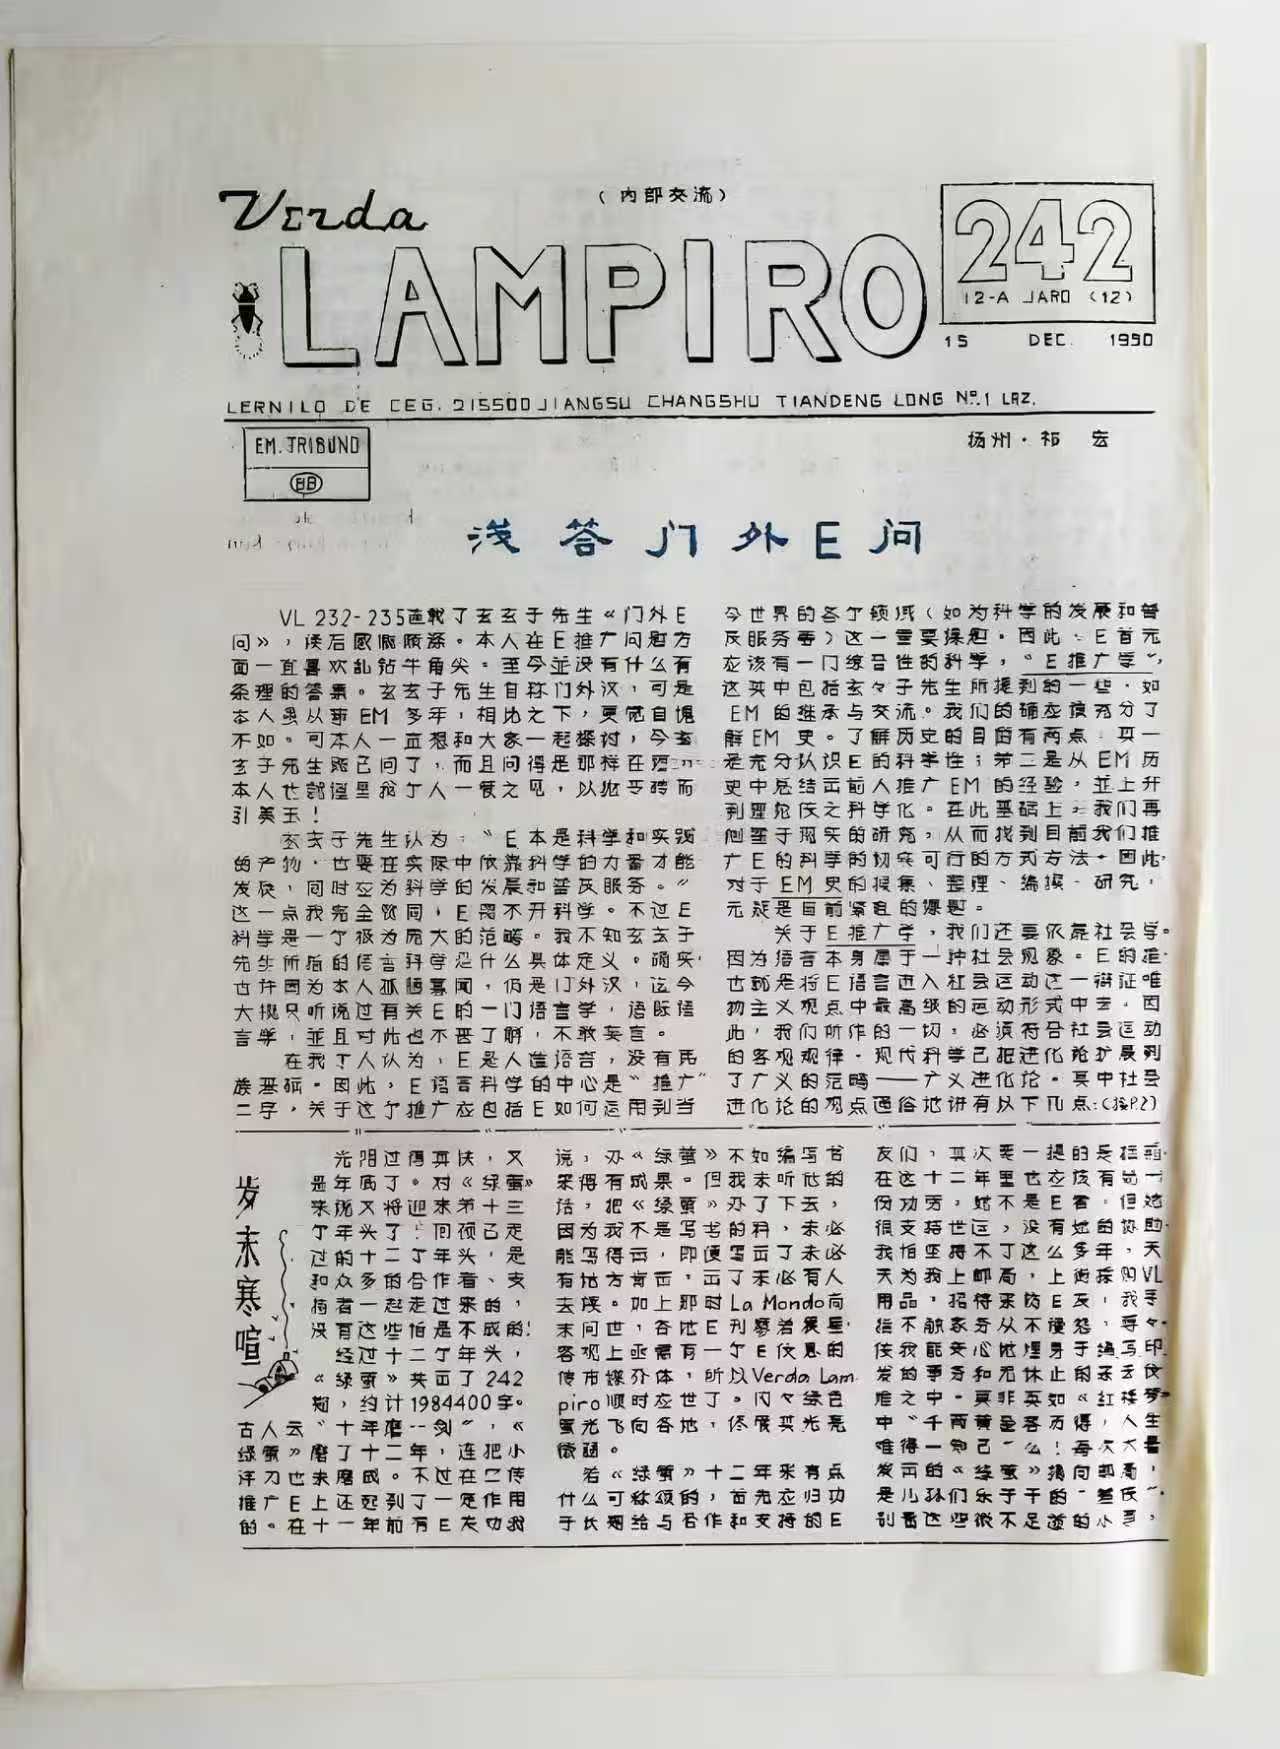 Verda
(内部交流)
LAMPIRO
242
12-A JARO (12)
15 DEC. 1990
LERNILO DE CEG. 215500 JIANGSU CHANGSHU TIANDENG LONG Nº.1 LRZ.
EM. TRIBUNO
扬州·祁 宏
浅答门外E问
VL 232-235连载了玄玄子先生《门外E
问》,读后感慨颇深。本人在E推广问题方
面一直喜欢乱钻牛角尖。至今並没有什么有
条理的答案。玄玄子先生自称门外汉,可是
本人虽从事EM多年,相比之下,更觉自愧
不如。可本人一直想和大家一起探讨,今玄
玄子先生既已问了,而且问得是那样在理
本人也就谨呈我个人一管之见,以抛砖而
引美玉!
玄玄子先生认为:“E本是科学和实践
的产物,也要在实际中依靠科学的力量才能
发展,同时应为科学的发展和普及服务。”
这一点我完全赞同,E离不开科学。不过E
科学是一个极为庞大的范畴。我不知玄玄子
先生所指的语言科学是什么具体定义。确实
也许因为本人孤陋寡闻,仍是门外汉,迄今
大概只听说过有关E的一门语言学,语际语
言学,並且对此也不甚了解,不敢妄言。
在我个人认为,E是人造语言,没有民
族基础。因此,E语言科学的中心是“推广”
二字,关于这个推广应包括E如何运用到当
今世界的各个领域(如为科学的发展和普
及服务等)这一重要课题。因此,E首先
应该有一门综合性的科学,“E推广学”,
这其中包括玄々子先生所提到的一些,如
EM的继承与交流。我们的确应该充分了
解EM史。了解历史的目的有两点:其一
是充分认识E的科学性;第二是从EM历
史中总结出前人推广EM的经验,並上升
到理论使之科学化。在此基础上,我们再
侧重于现实的研究,从而找到目前我们推
广E的科学的切实可行的方式方法。因此,
对于EM史的搜集、整理、编撰、研究,
无疑是目前紧迫的课题。
关于E推广学,我们还要依靠社会学。
因为语言本身属于一种社会现象。E的推
也就是将E语言进入社会运动这一辩证唯
物主义观点中最高级的运动形式中去。因
此,我们所作的一切,必须符合社会运动
的客观规律。现代科学已把进化论扩展到
了广义的范畴——广义进化论。其中社会
进化论的观点通俗地讲有以下几点:(接P.2)
岁末寒暄
光阴过得真快,又
是年底了。对《绿萤》
来说又将迎来第十三
个年头了!回顾已走
过的十二个年头,是
和众多的合作者、支
持者一起走过来的,
没有这些怕是不成的!
经过十二个年头,
《绿萤》共出了242
期,约计1984400字。
古人云“十年磨一剑”,《
绿萤》磨了十二年,连把小
洋刀也未磨成。不过在宣传
推广E上还起到了一定作用
的。在十一年前有E友劝我
说,办《绿萤》不如编写书
来得有成果。但我未听他的
话,把《绿萤》办了下去,
因为我不是写书的料,未必
能写得出,即便写出了未必
有地方肯出,出了未必有人
去读。如上那时La Mondo尚
未问世,各地E刊寥若晨星,
客观上亟需有一个E信息的
传布媒介体,所以Verda Lam-
piro顺时应世了。闪々绿色
萤光飞向各地,倧度买光亮
微弱。
若《绿萤》十二年来有点
什么可称颂的,首先应归功
于长期给与合作和支持的E
友们,其次要一提的是
在这十二年里也应该有她一
份功劳,她不是E者,但她
很支持世运,没有她的协助
我怕坚持不了这么多年,天
天为我上邮局,上街采购VL
用品,招待来访E友,我手
指不触家务从不谩怨,等々
使我能安心地埋身于编写印
发的事务和无休止的
难之中。莫非英如《红楼梦》
中“千两黄金容易得,人生
难得一知己”么!每次大量
发出的《绿萤》揹向邮局,
是儿孙们乐于干的“差使”,
别看这些微不足道的小事,